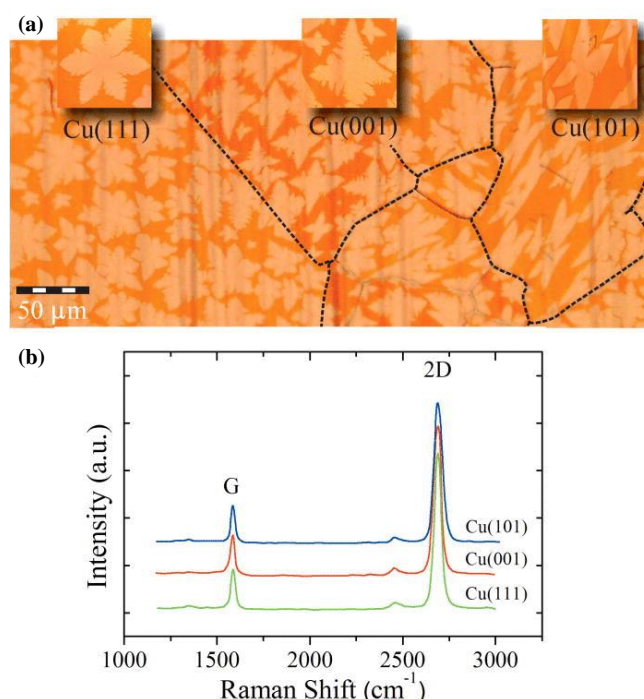 (a)
Cu(111) Cu(001) Cu(101)
50 µm
(b)
2D
G
Cu(101)
Cu(001)
Cu(111)
Intensity (a.u.)
1000 1500 2000 2500 3000
Raman Shift (cm⁻¹)